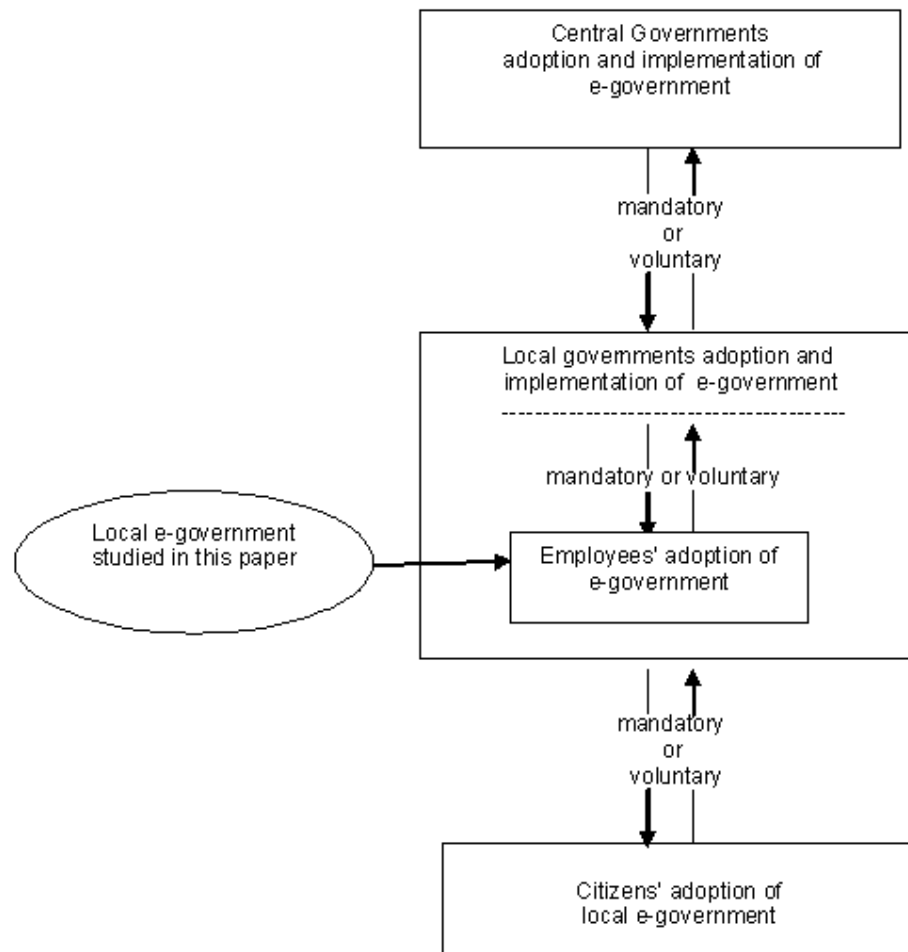 Central Governments
adoption and implementation of
e-government
mandatory
or
voluntary
Local governments adoption and
implementation of e-government
mandatory or voluntary
Local e-government
studied in this paper
Employees' adoption of
e-government
mandatory
or
voluntary
Citizens' adoption of
local e-government